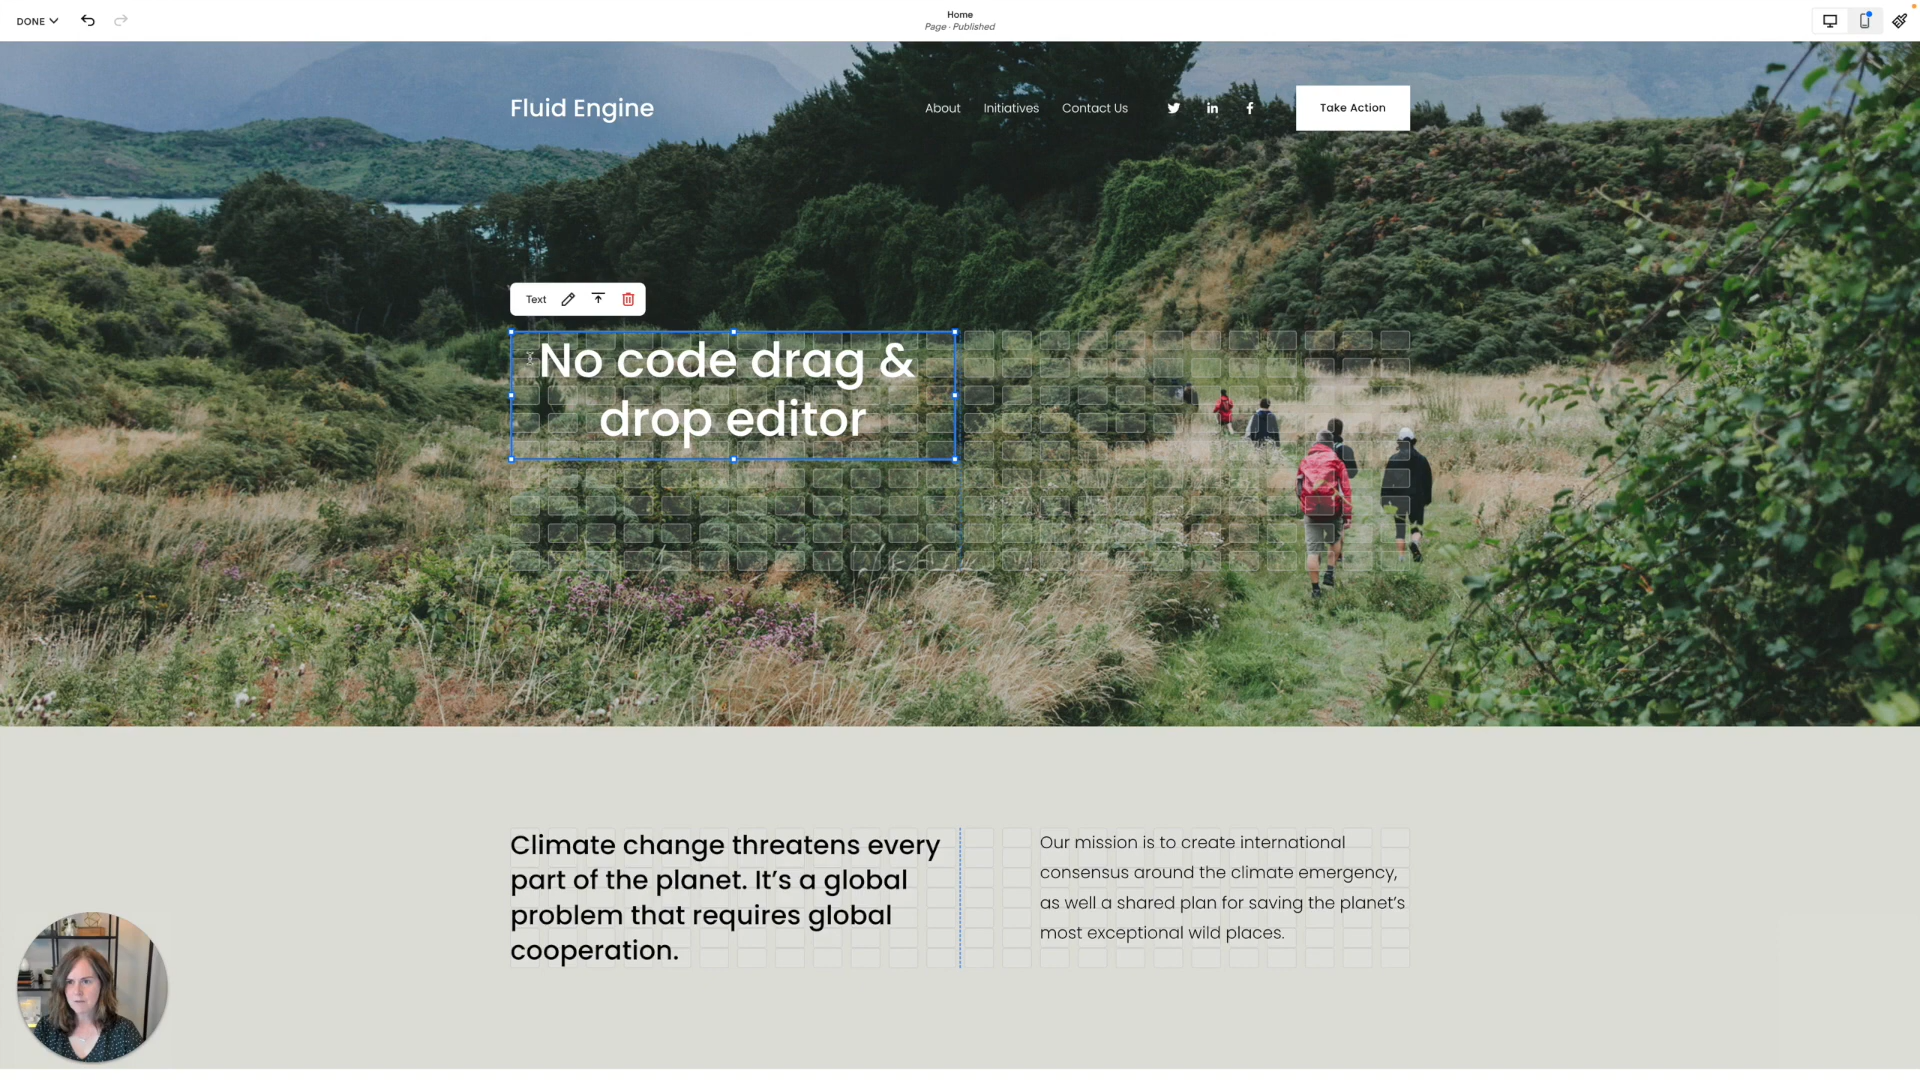 DONE
Home
Page · Published
Fluid Engine
About Initiatives Contact Us
Take Action
Text
No code drag &
drop editor
Climate change threatens every
part of the planet. It’s a global
problem that requires global
cooperation.
Our mission is to create international
consensus around the climate emergency,
as well a shared plan for saving the planet’s
most exceptional wild places.